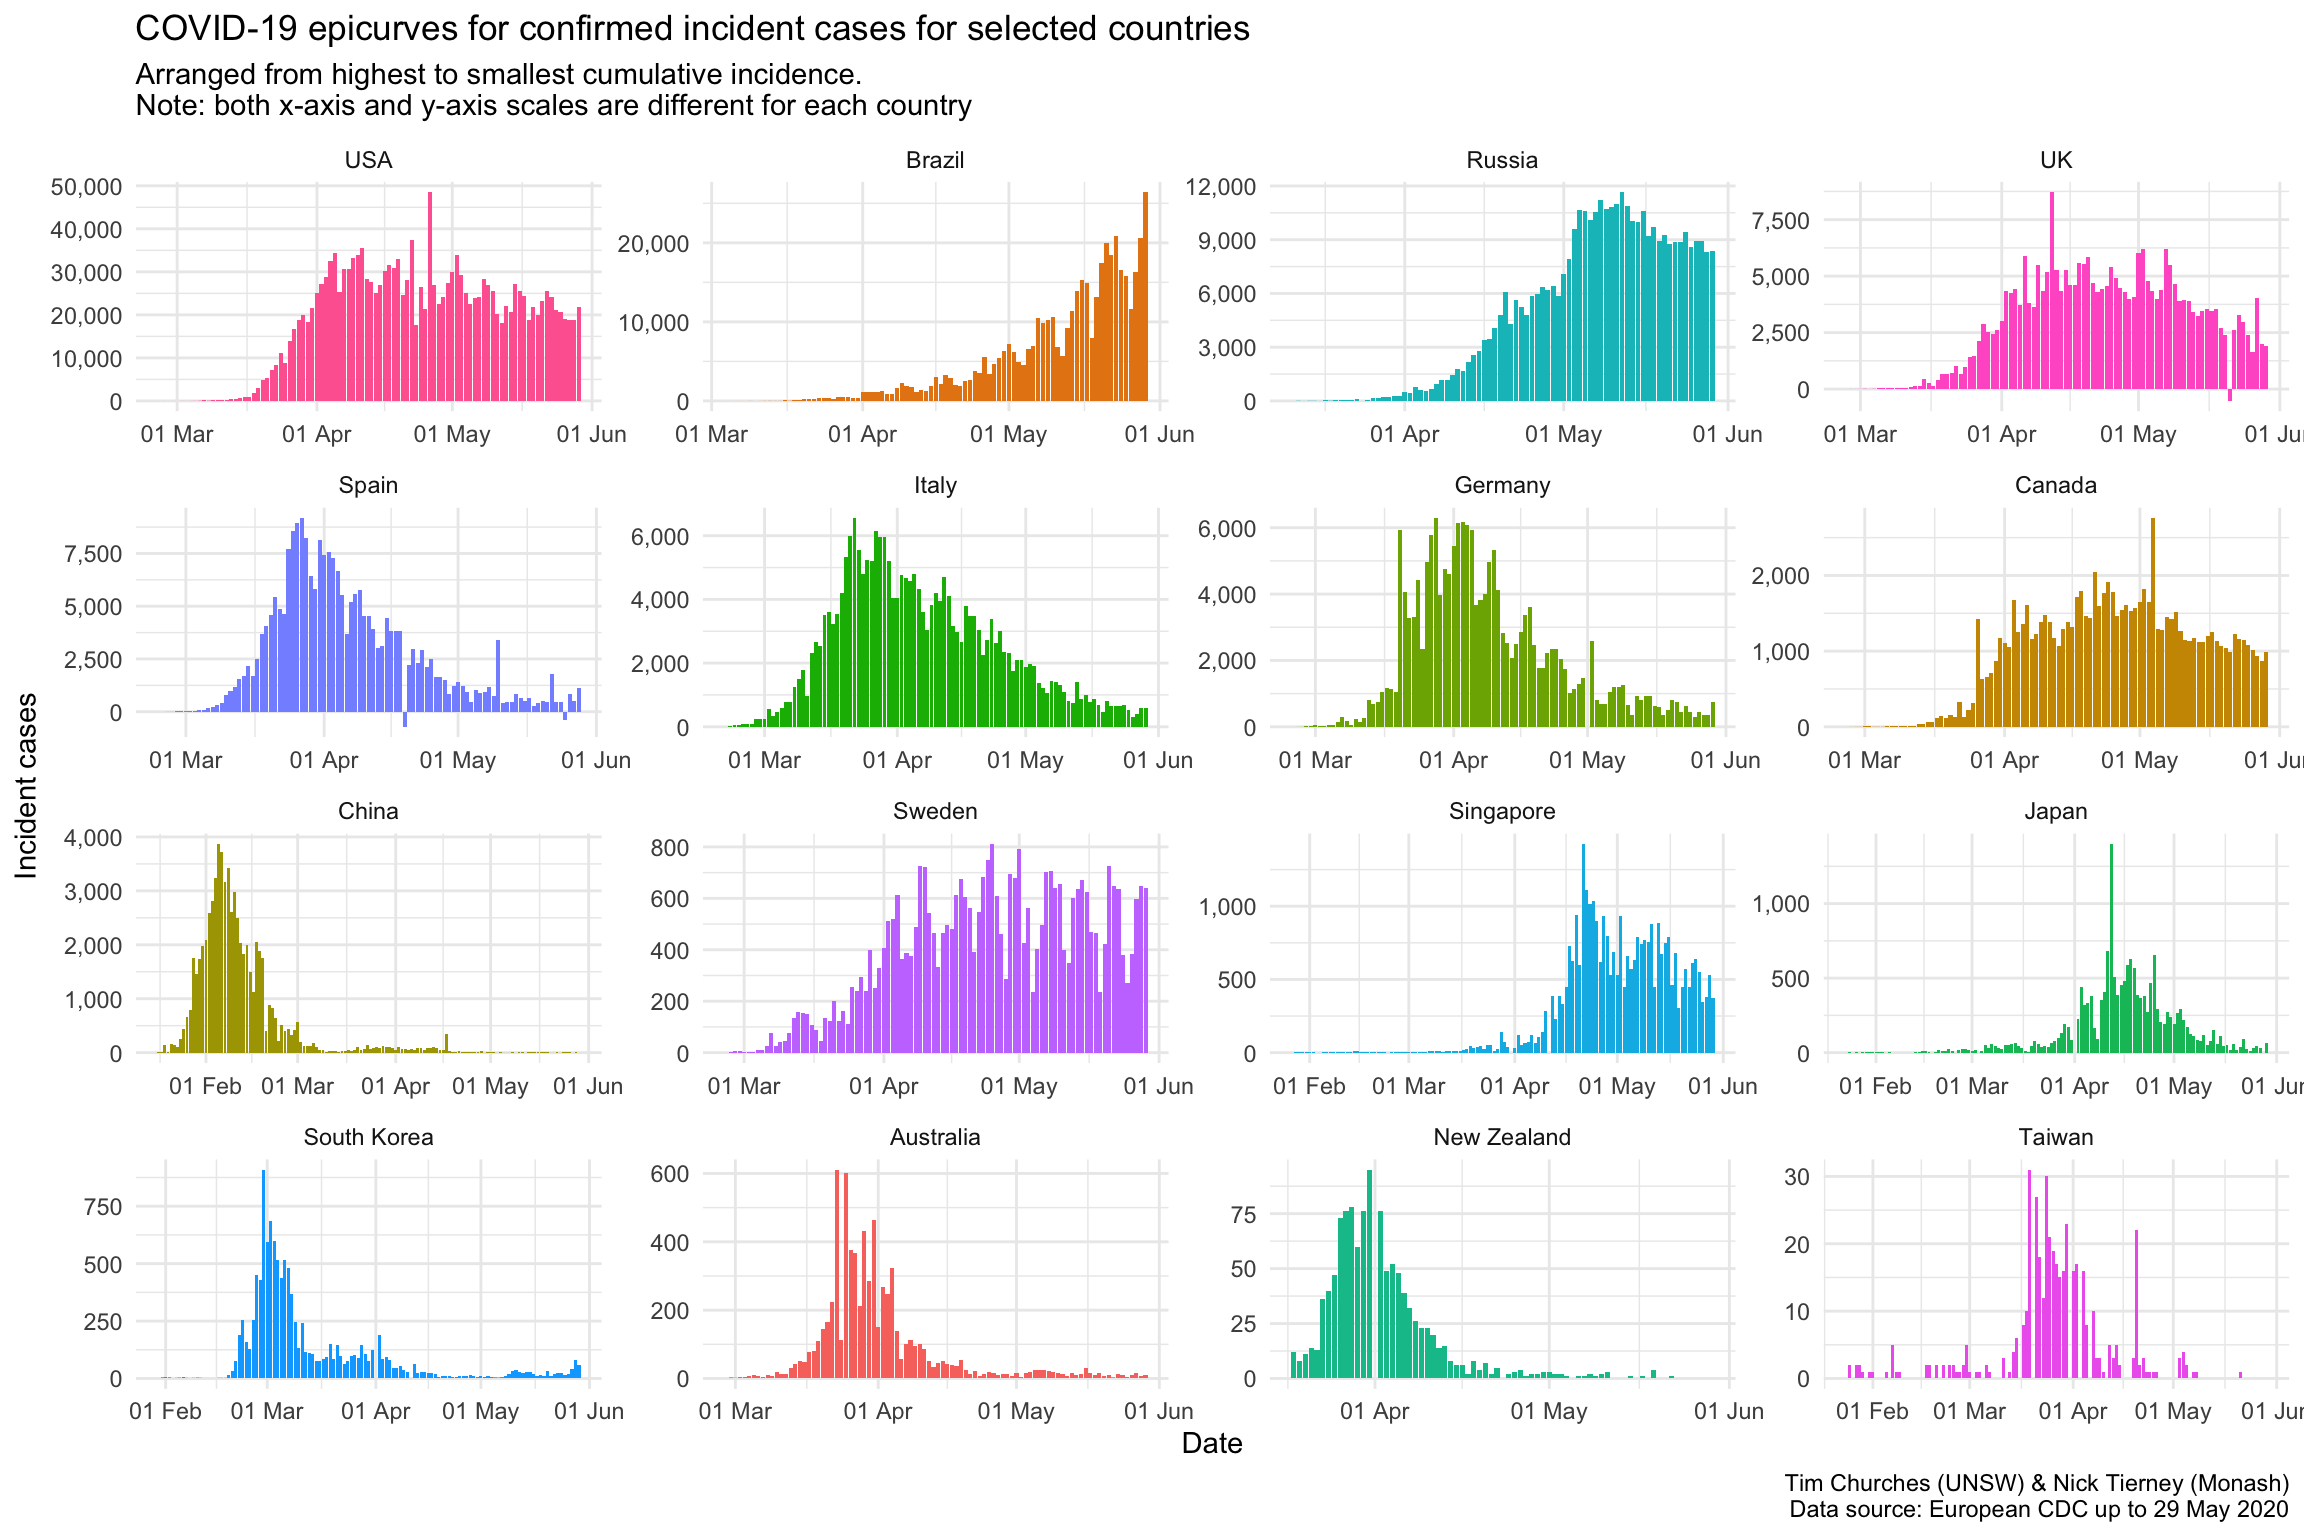 COVID-19 epicurves for confirmed incident cases for selected countries
Arranged from highest to smallest cumulative incidence.
Note: both x-axis and y-axis scales are different for each country
USA
50,000
40,000
30,000
20,000
10,000
0
01 Mar 01 Apr 01 May 01 Jun
Brazil
20,000
10,000
0
01 Mar 01 Apr 01 May 01 Jun
Russia
12,000
9,000
6,000
3,000
0
01 Apr 01 May 01 Jun
UK
7,500
5,000
2,500
0
01 Mar 01 Apr 01 May 01 Jun
Spain
7,500
5,000
2,500
0
01 Mar 01 Apr 01 May 01 Jun
Italy
6,000
4,000
2,000
0
01 Mar 01 Apr 01 May 01 Jun
Germany
6,000
4,000
2,000
0
01 Mar 01 Apr 01 May 01 Jun
Canada
2,000
1,000
0
01 Mar 01 Apr 01 May 01 Jun
Incident cases
China
4,000
3,000
2,000
1,000
0
01 Feb 01 Mar 01 Apr 01 May 01 Jun
Sweden
800
600
400
200
0
01 Mar 01 Apr 01 May 01 Jun
Singapore
1,000
500
0
01 Feb 01 Mar 01 Apr 01 May 01 Jun
Japan
1,000
500
0
01 Feb 01 Mar 01 Apr 01 May 01 Jun
South Korea
750
500
250
0
01 Feb 01 Mar 01 Apr 01 May 01 Jun
Australia
600
400
200
0
01 Mar 01 Apr 01 May 01 Jun
New Zealand
75
50
25
0
01 Apr 01 May 01 Jun
Taiwan
30
20
10
0
01 Feb 01 Mar 01 Apr 01 May 01 Jun
Date
Tim Churches (UNSW) & Nick Tierney (Monash)
Data source: European CDC up to 29 May 2020